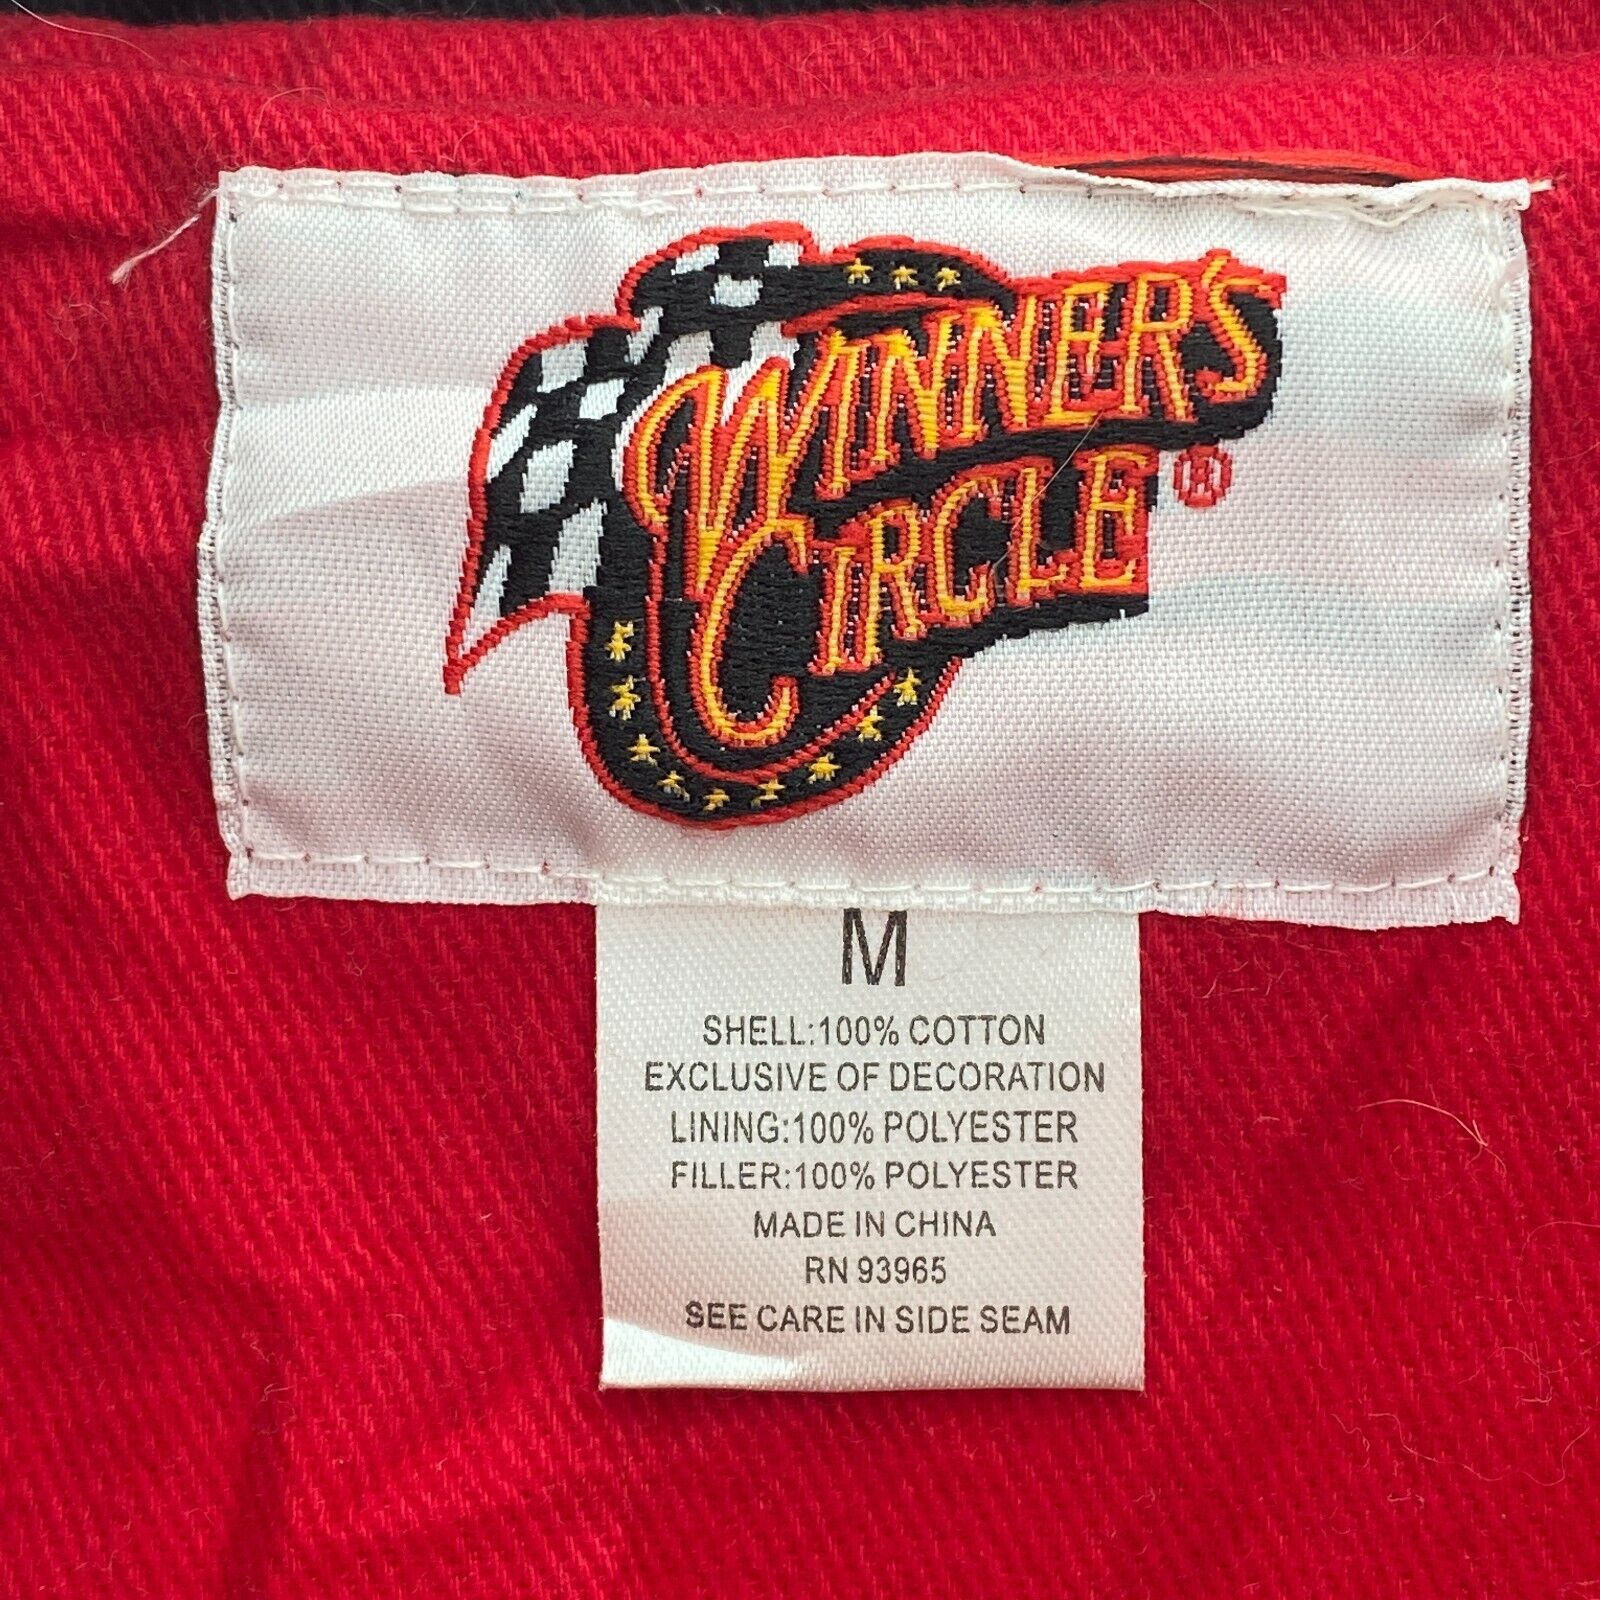 WINNER'S
CIRCLE®
M
SHELL:100% COTTON
EXCLUSIVE OF DECORATION
LINING:100% POLYESTER
FILLER:100% POLYESTER
MADE IN CHINA
RN 93965
SEE CARE IN SIDE SEAM